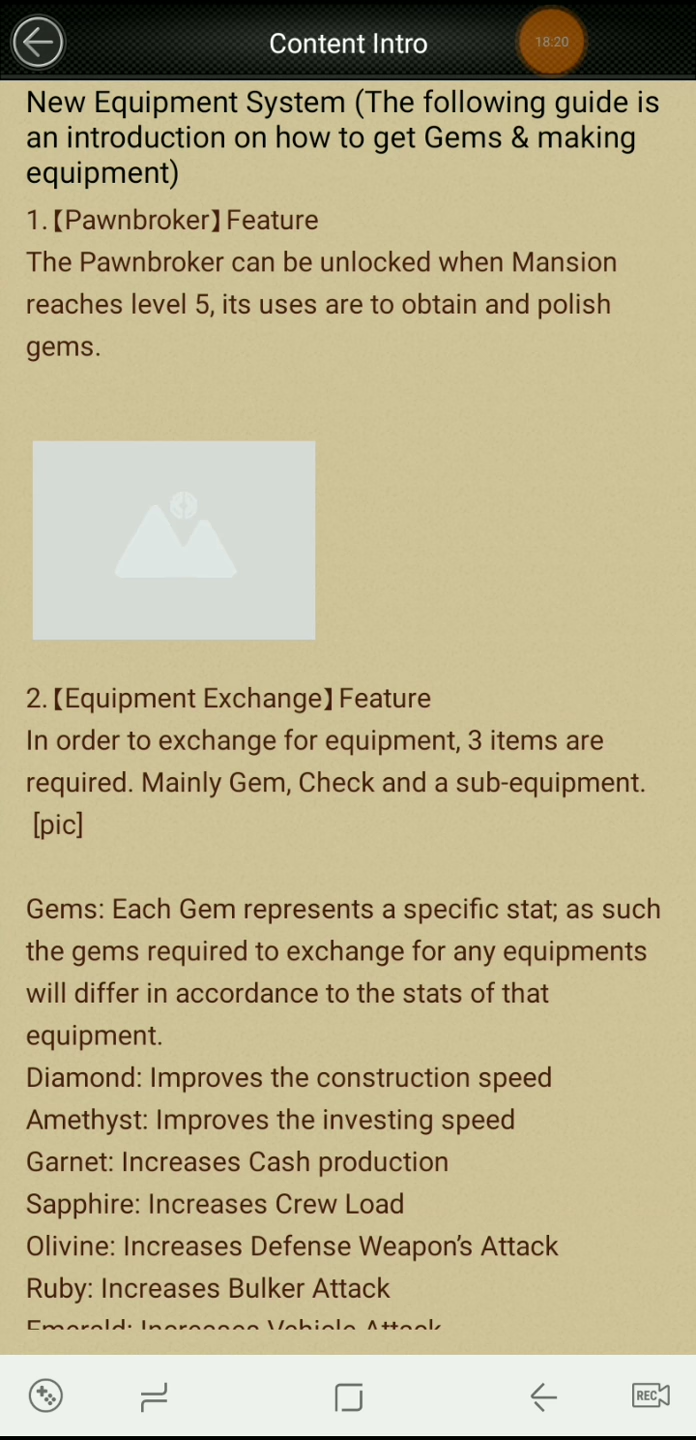 Content Intro
18:20
New Equipment System (The following guide is
an introduction on how to get Gems & making
equipment)
1.【Pawnbroker】Feature
The Pawnbroker can be unlocked when Mansion
reaches level 5, its uses are to obtain and polish
gems.
2.【Equipment Exchange】Feature
In order to exchange for equipment, 3 items are
required. Mainly Gem, Check and a sub-equipment.
[pic]
Gems: Each Gem represents a specific stat; as such
the gems required to exchange for any equipments
will differ in accordance to the stats of that
equipment.
Diamond: Improves the construction speed
Amethyst: Improves the investing speed
Garnet: Increases Cash production
Sapphire: Increases Crew Load
Olivine: Increases Defense Weapon's Attack
Ruby: Increases Bulker Attack
Emerald: Increases Vehicle Attack
REC